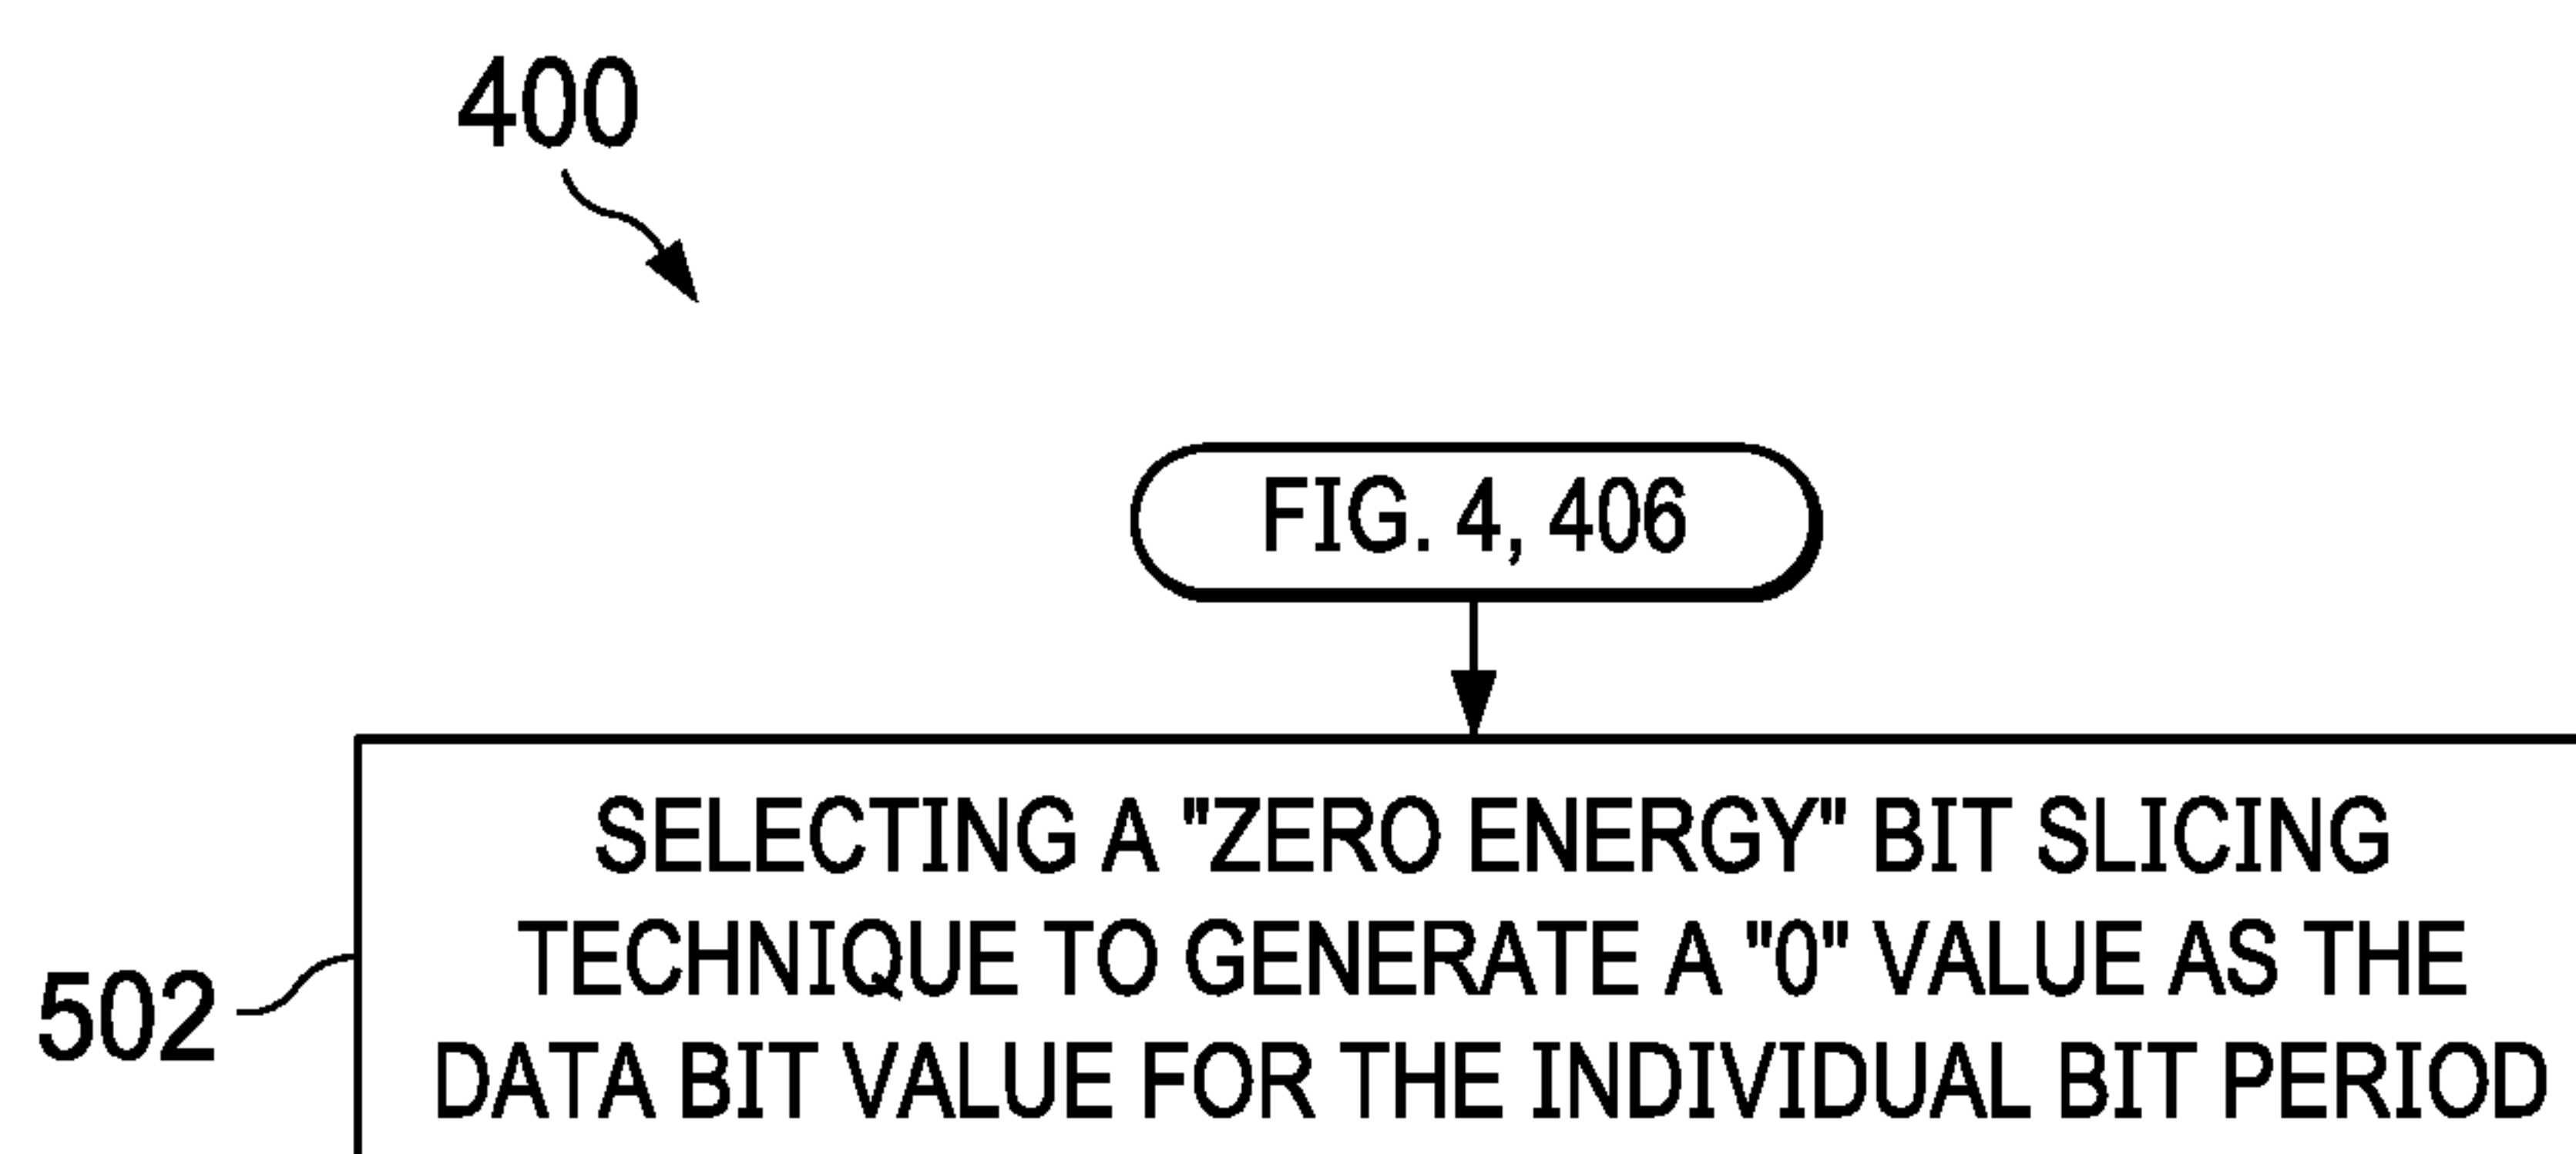 400
FIG. 4, 406
SELECTING A "ZERO ENERGY" BIT SLICING
TECHNIQUE TO GENERATE A "0" VALUE AS THE
502
DATA BIT VALUE FOR THE INDIVIDUAL BIT PERIOD